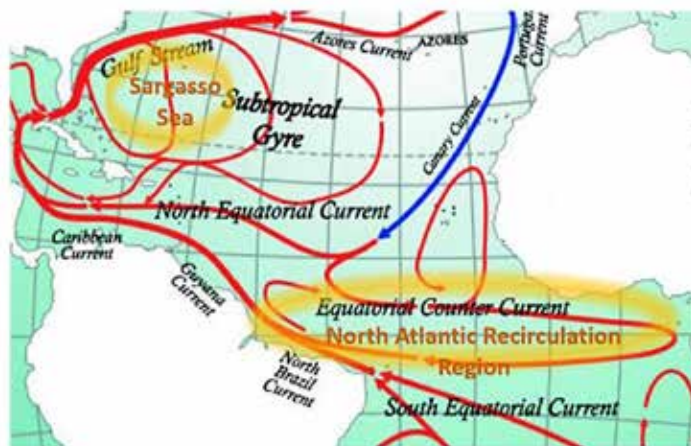 Gulf Stream
Sargasso
Sea
Azores Current
AZORES
Portugal
Current
Subtropical
Gyre
Canary Current
North Equatorial Current
Caribbean
Current
Guyana
Current
Equatorial Counter Current
North Atlantic Recirculation
Region
North
Brazil
Current
South Equatorial Current